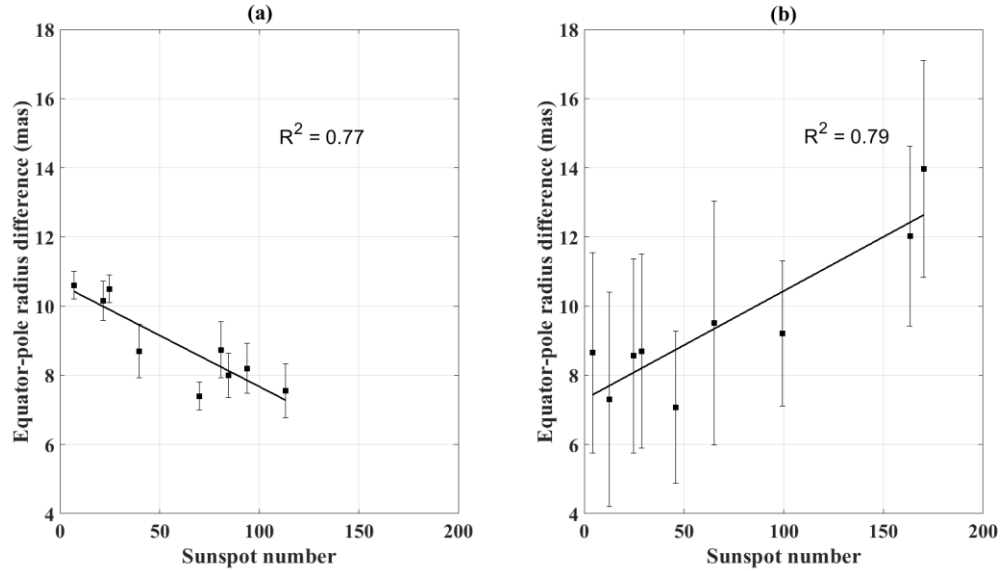 (a)
18
16
14
12
10
8
6
4
Equator-pole radius difference (mas)
R² = 0.77
0 50 100 150 200
Sunspot number
(b)
18
16
14
12
10
8
6
4
Equator-pole radius difference (mas)
R² = 0.79
0 50 100 150 200
Sunspot number